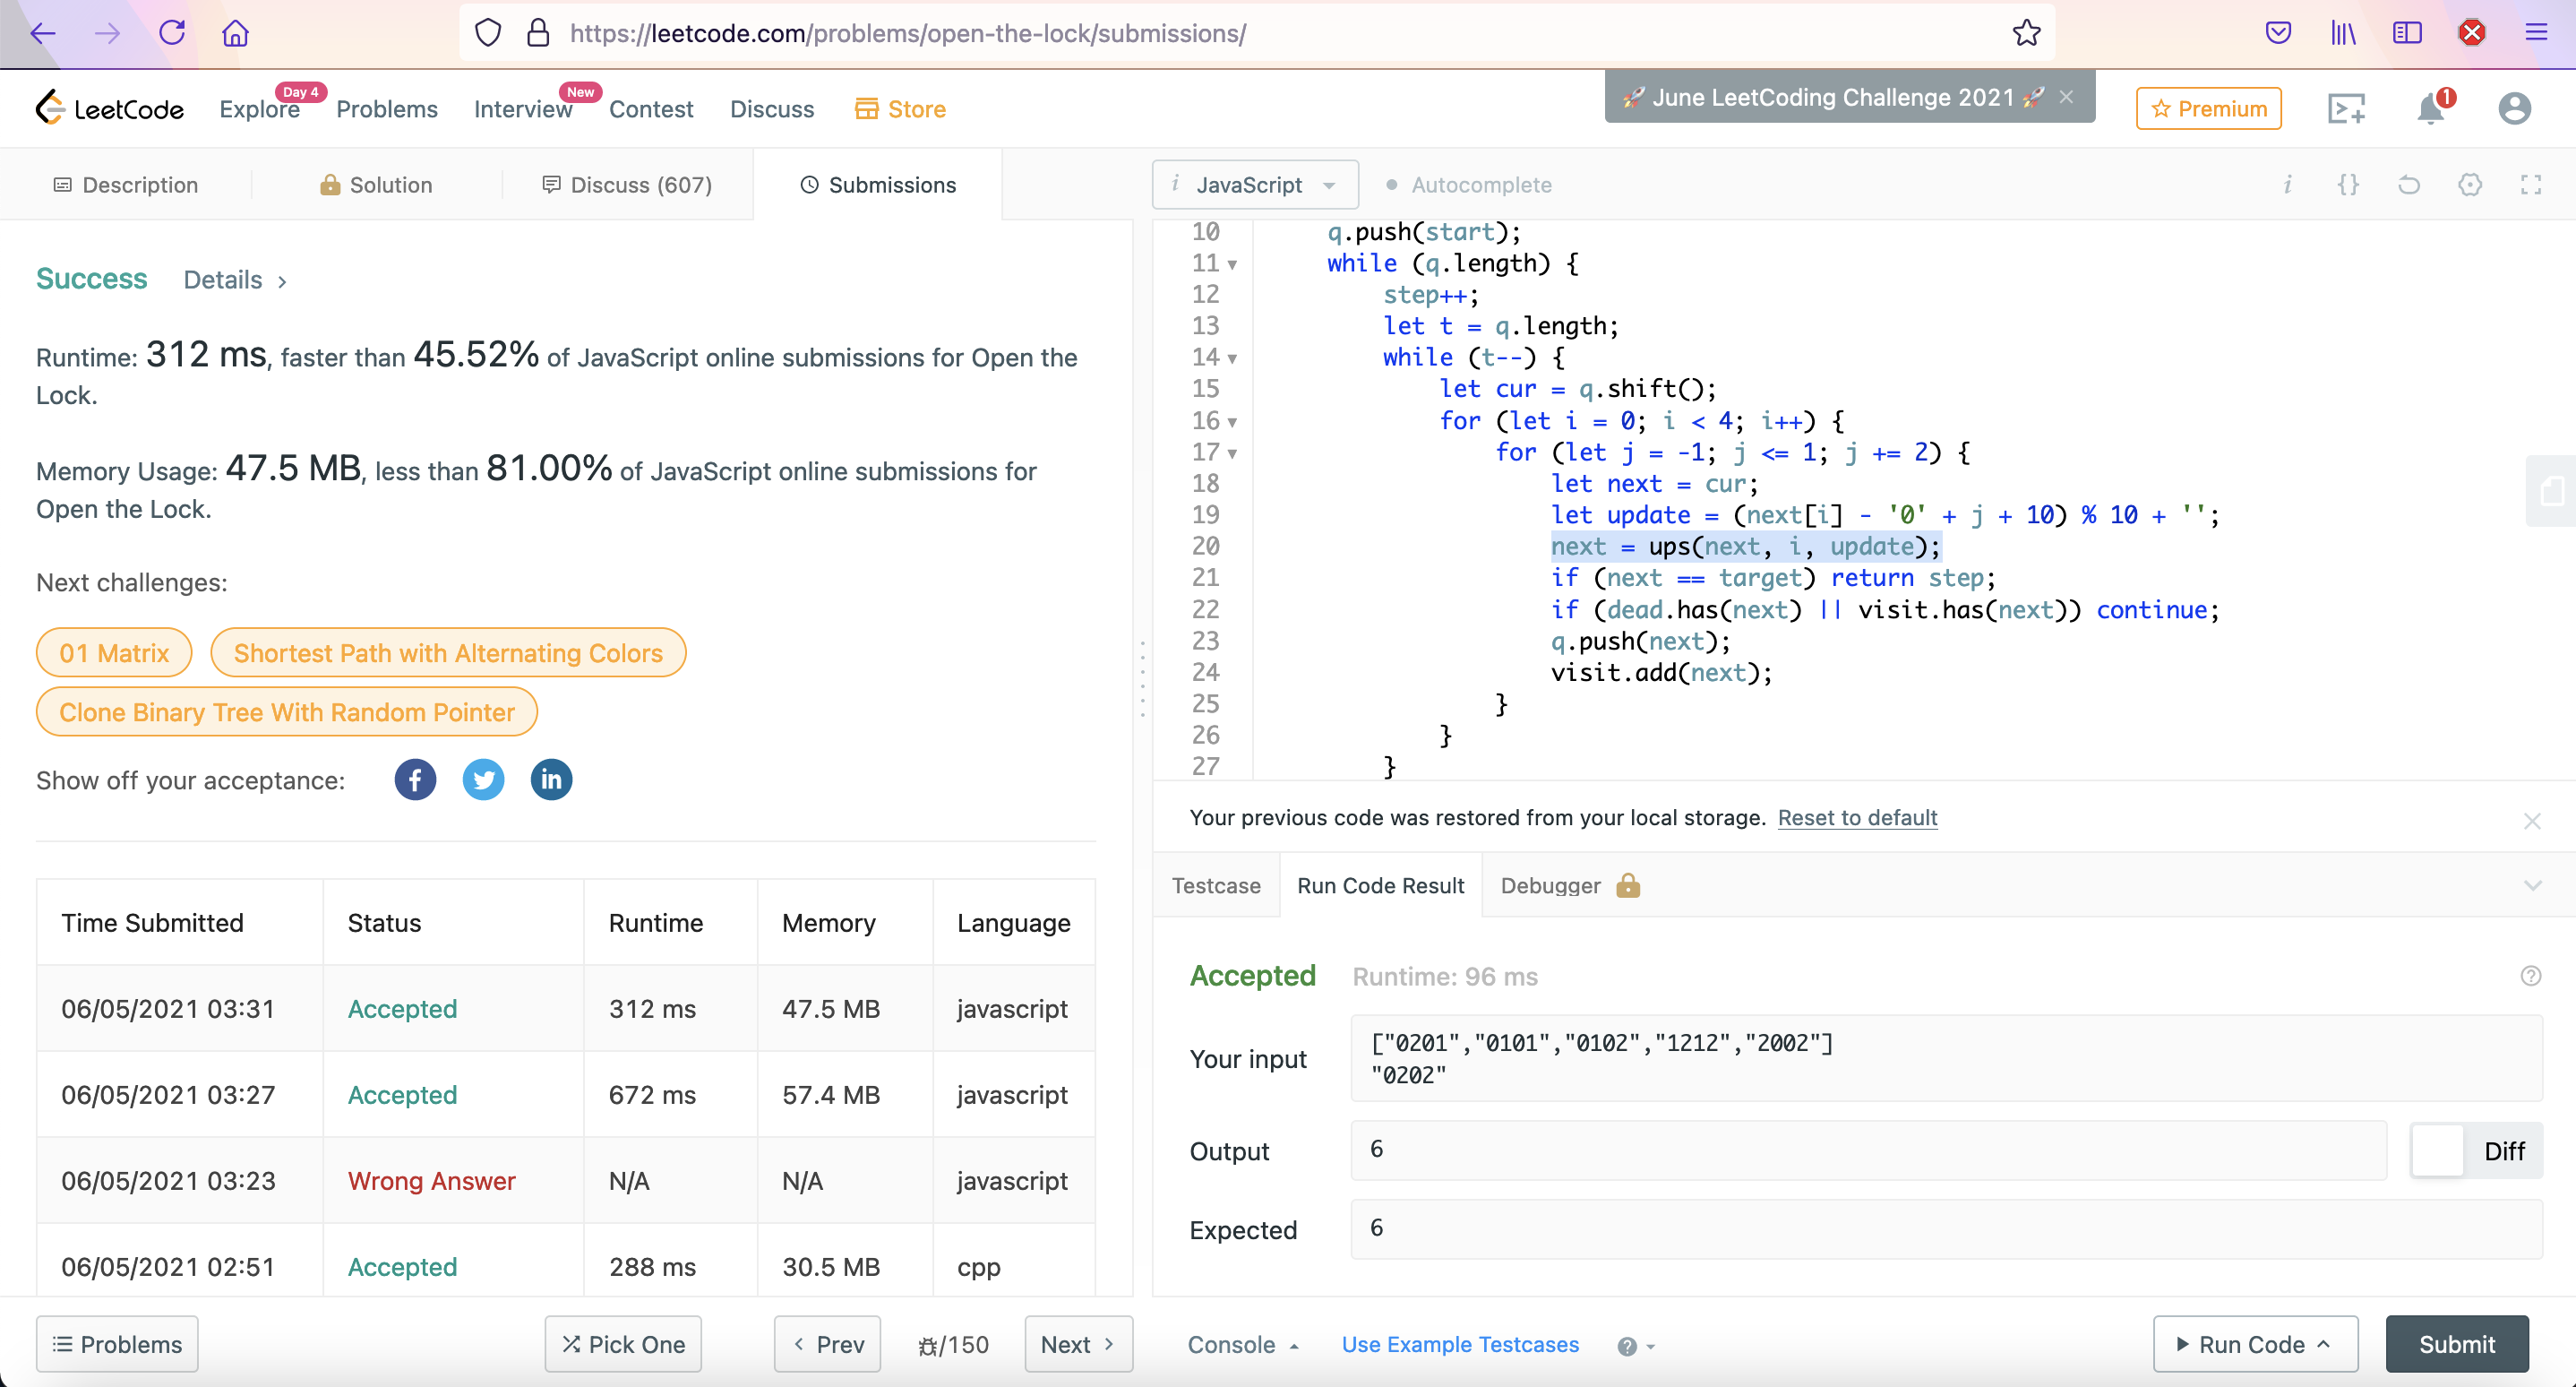 https://leetcode.com/problems/open-the-lock/submissions/
LeetCode
Explore Day 4 Problems Interview New Contest Discuss Store
🚀 June LeetCoding Challenge 2021 🚀 ×
Premium
1
Description Solution Discuss (607) Submissions
i JavaScript Autocomplete
Success Details >
Runtime: 312 ms, faster than 45.52% of JavaScript online submissions for Open the
Lock.
Memory Usage: 47.5 MB, less than 81.00% of JavaScript online submissions for
Open the Lock.
Next challenges:
01 Matrix Shortest Path with Alternating Colors
Clone Binary Tree With Random Pointer
Show off your acceptance:
Time Submitted Status Runtime Memory Language
06/05/2021 03:31 Accepted 312 ms 47.5 MB javascript
06/05/2021 03:27 Accepted 672 ms 57.4 MB javascript
06/05/2021 03:23 Wrong Answer N/A N/A javascript
06/05/2021 02:51 Accepted 288 ms 30.5 MB cpp
10 q.push(start);
11 while (q.length) {
12 step++;
13 let t = q.length;
14 while (t--) {
15 let cur = q.shift();
16 for (let i = 0; i < 4; i++) {
17 for (let j = -1; j <= 1; j += 2) {
18 let next = cur;
19 let update = (next[i] - '0' + j + 10) % 10 + '';
20 next = ups(next, i, update);
21 if (next == target) return step;
22 if (dead.has(next) || visit.has(next)) continue;
23 q.push(next);
24 visit.add(next);
25 }
26 }
27 }
Your previous code was restored from your local storage. Reset to default
Testcase Run Code Result Debugger
Accepted Runtime: 96 ms
Your input
["0201","0101","0102","1212","2002"]
"0202"
Output 6 Diff
Expected 6
Problems Pick One < Prev /150 Next >
Console Use Example Testcases Run Code Submit